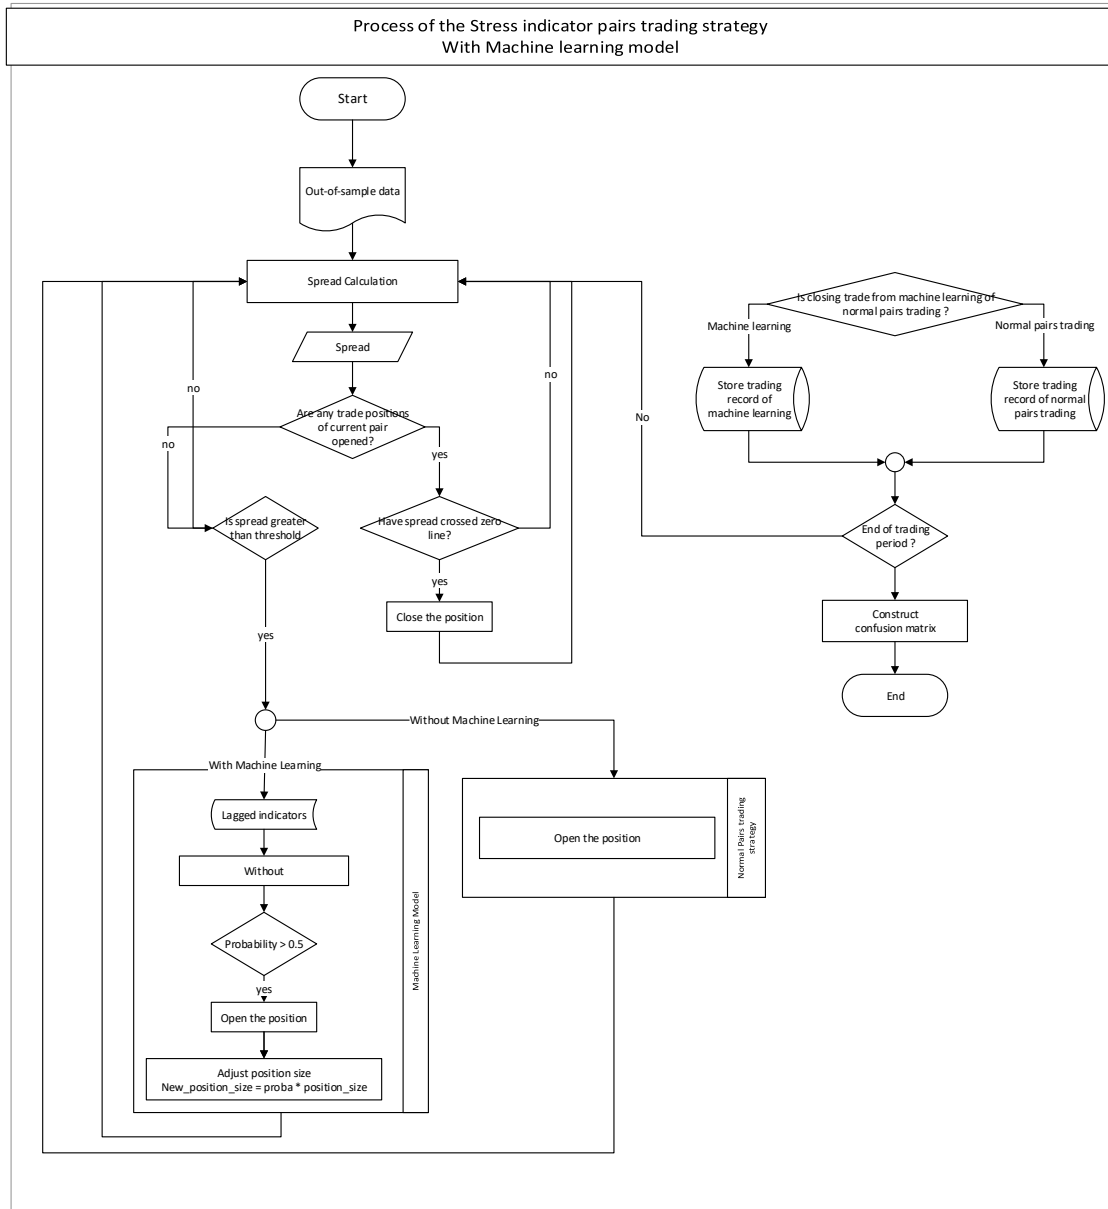 Process of the Stress indicator pairs trading strategy
With Machine learning model
Start
Out-of-sample data
Spread Calculation
Spread
no
no
Are any trade positions
of current pair
opened?
no
yes
Is spread greater
than threshold
Have spread crossed zero
line?
yes
Close the position
yes
Without Machine Learning
With Machine Learning
Lagged indicators
Without
Probability > 0.5
yes
Open the position
Adjust position size
New_position_size = proba * position_size
Machine Learning Model
Open the position
Normal Pairs trading
strategy
Is closing trade from machine learning of
normal pairs trading ?
Machine learning
Normal pairs trading
Store trading
record of
machine learning
Store trading
record of normal
pairs trading
No
End of trading
period ?
Construct
confusion matrix
End